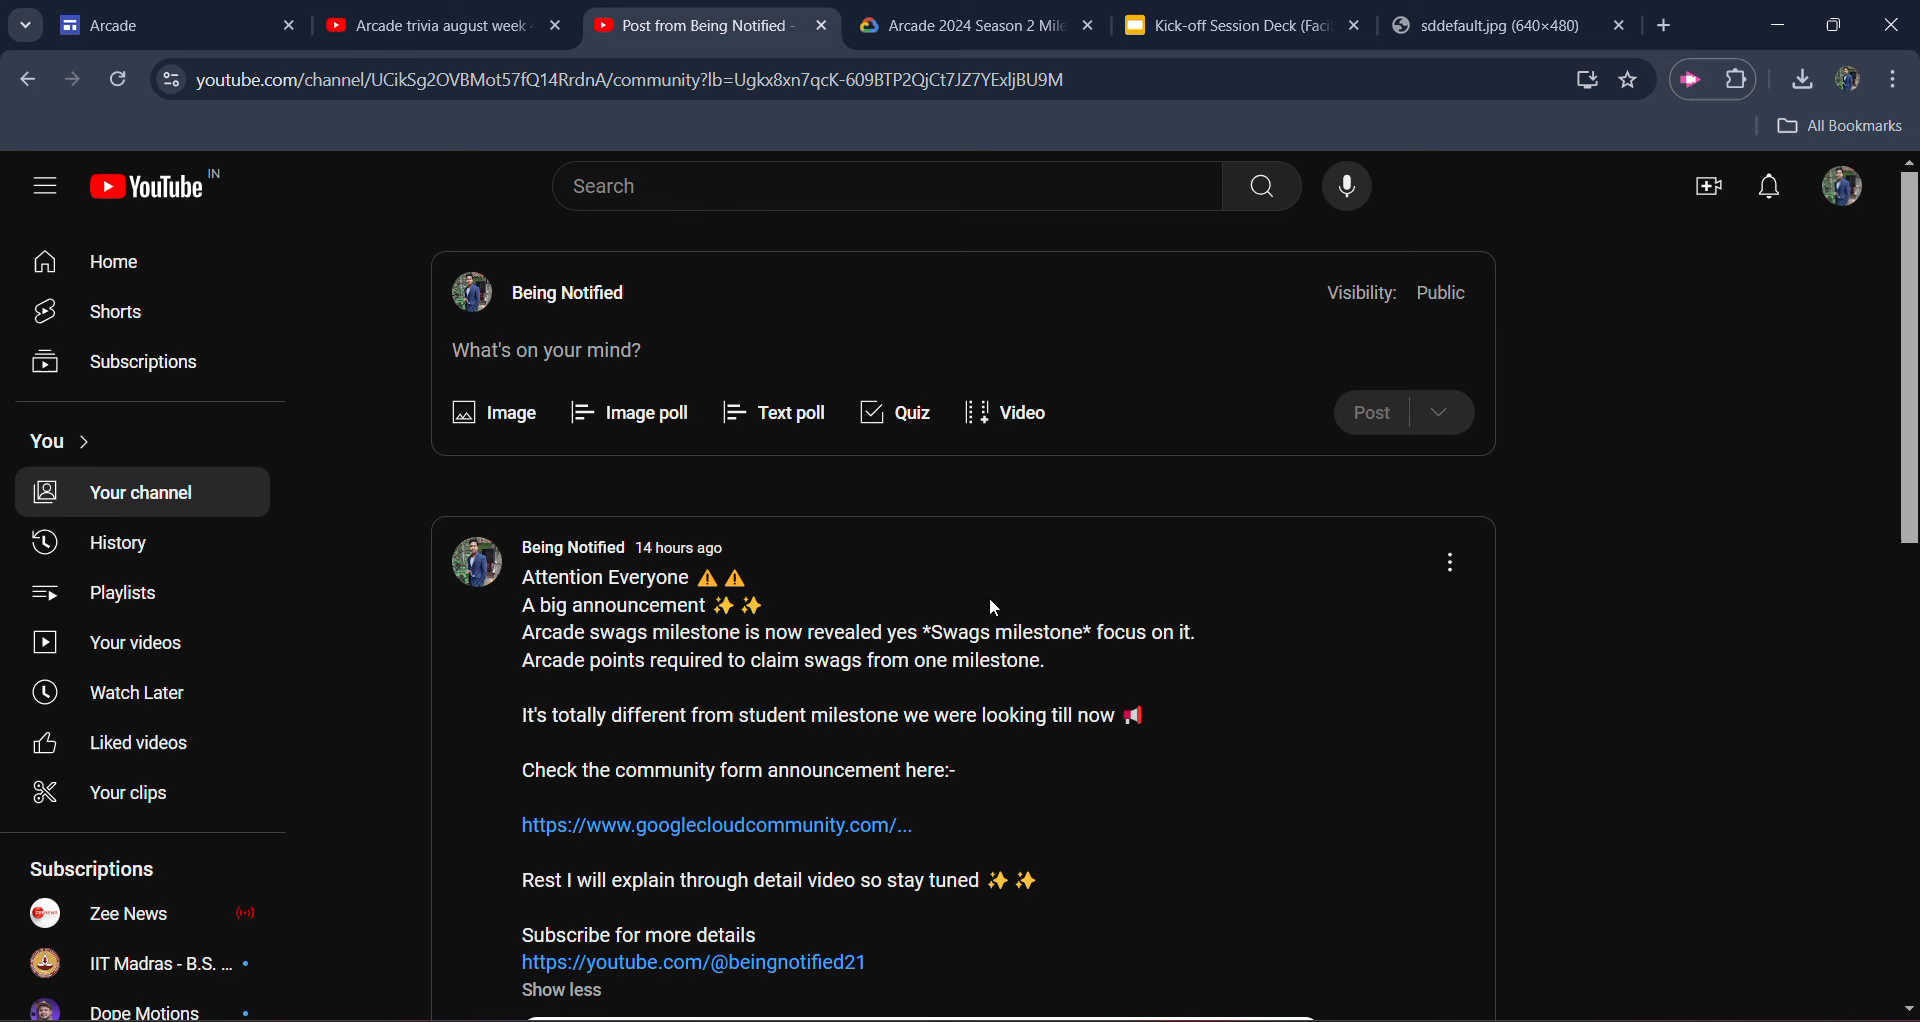 Arcade
Arcade trivia august week
Post from Being Notified -
Arcade 2024 Season 2 Mile
Kick-off Session Deck (Faci
sddefault.jpg (640×480)
youtube.com/channel/UCikSg2OVBMot57fQ14RrdnA/community?lb=Ugkx8xn7qcK-609BTP2QjCt7JZ7YExljBU9M
All Bookmarks
YouTube IN
Search
Home
Shorts
Subscriptions
You
Your channel
History
Playlists
Your videos
Watch Later
Liked videos
Your clips
Subscriptions
Zee News
IIT Madras - B.S. ...
Dope Motions
Being Notified
Visibility: Public
What's on your mind?
Image
Image poll
Text poll
Quiz
Video
Post
Being Notified 14 hours ago
Attention Everyone ⚠️ ⚠️
A big announcement ✨ ✨
Arcade swags milestone is now revealed yes *Swags milestone* focus on it.
Arcade points required to claim swags from one milestone.
It's totally different from student milestone we were looking till now 📢
Check the community form announcement here:-
https://www.googlecloudcommunity.com/...
Rest I will explain through detail video so stay tuned ✨ ✨
Subscribe for more details
https://youtube.com/@beingnotified21
Show less